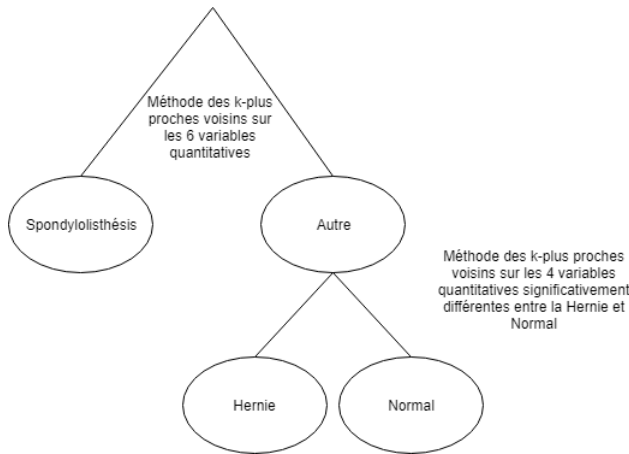 Méthode des k-plus
proches voisins sur
les 6 variables
quantitatives
Spondylolisthésis
Autre
Méthode des k-plus proches
voisins sur les 4 variables
quantitatives significativement
différentes entre la Hernie et
Normal
Hernie
Normal